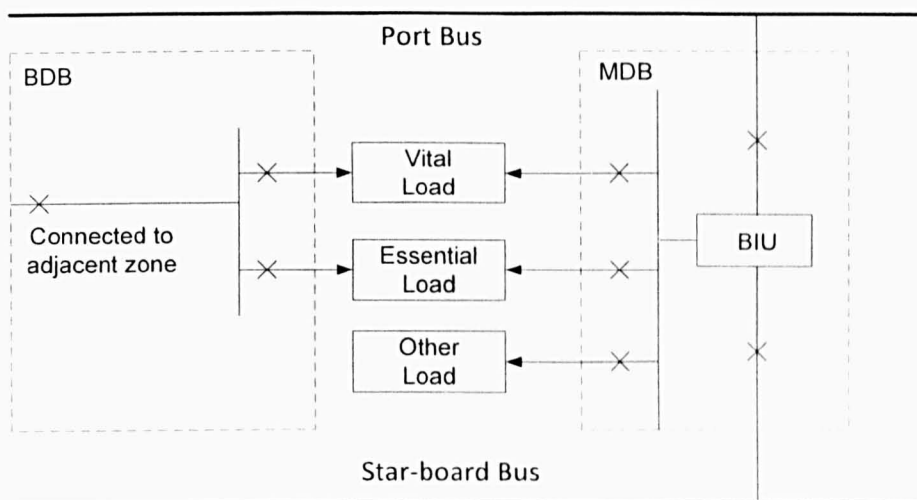 Port Bus
BDB
MDB
Vital
Load
BIU
Connected to
adjacent zone
Essential
Load
Other
Load
Star-board Bus